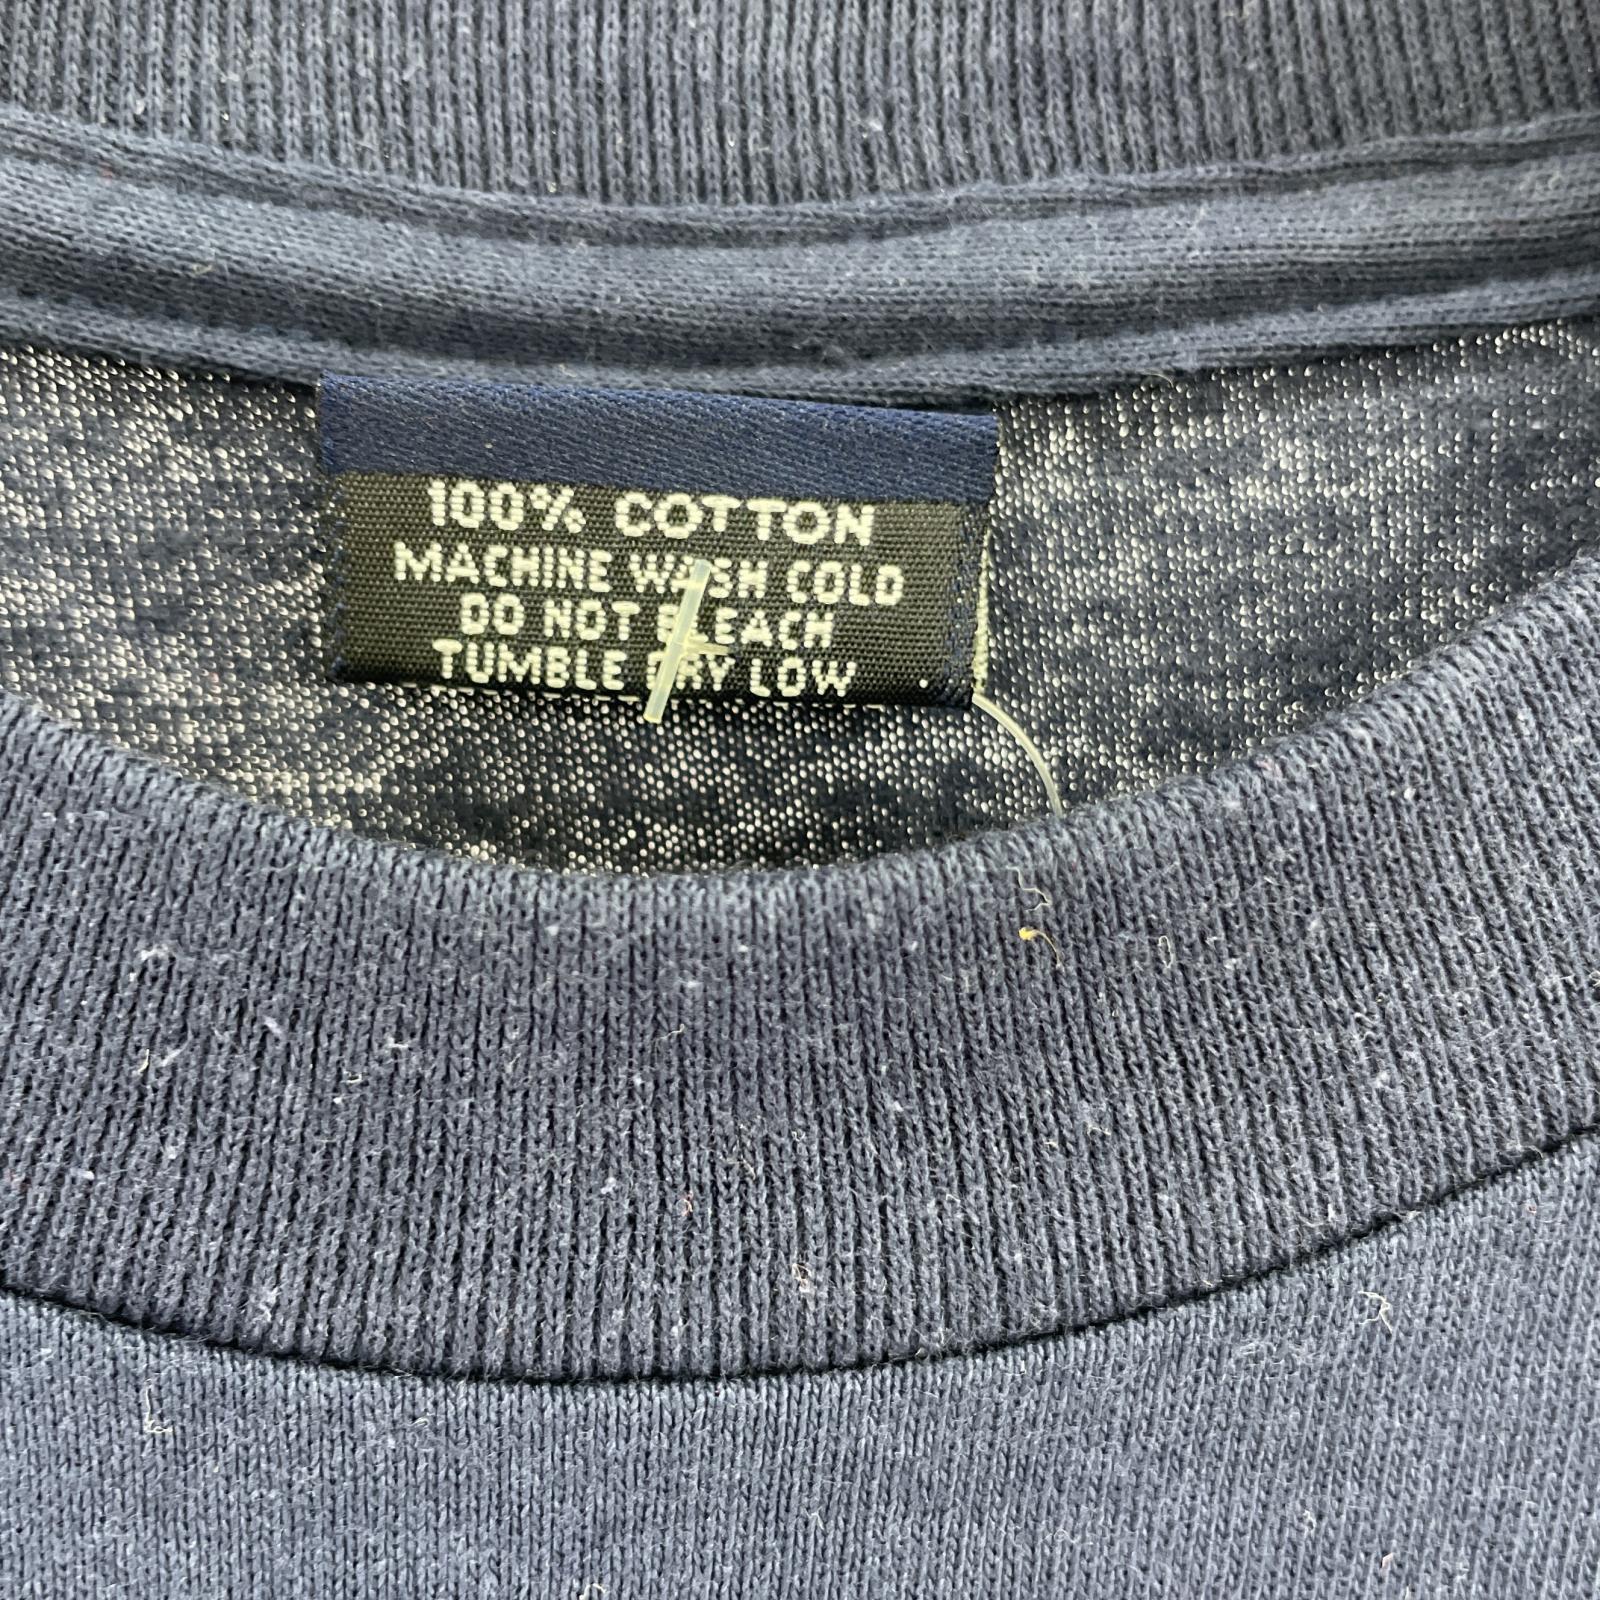 100% COTTON
MACHINE WASH COLD
DO NOT BLEACH
TUMBLE DRY LOW